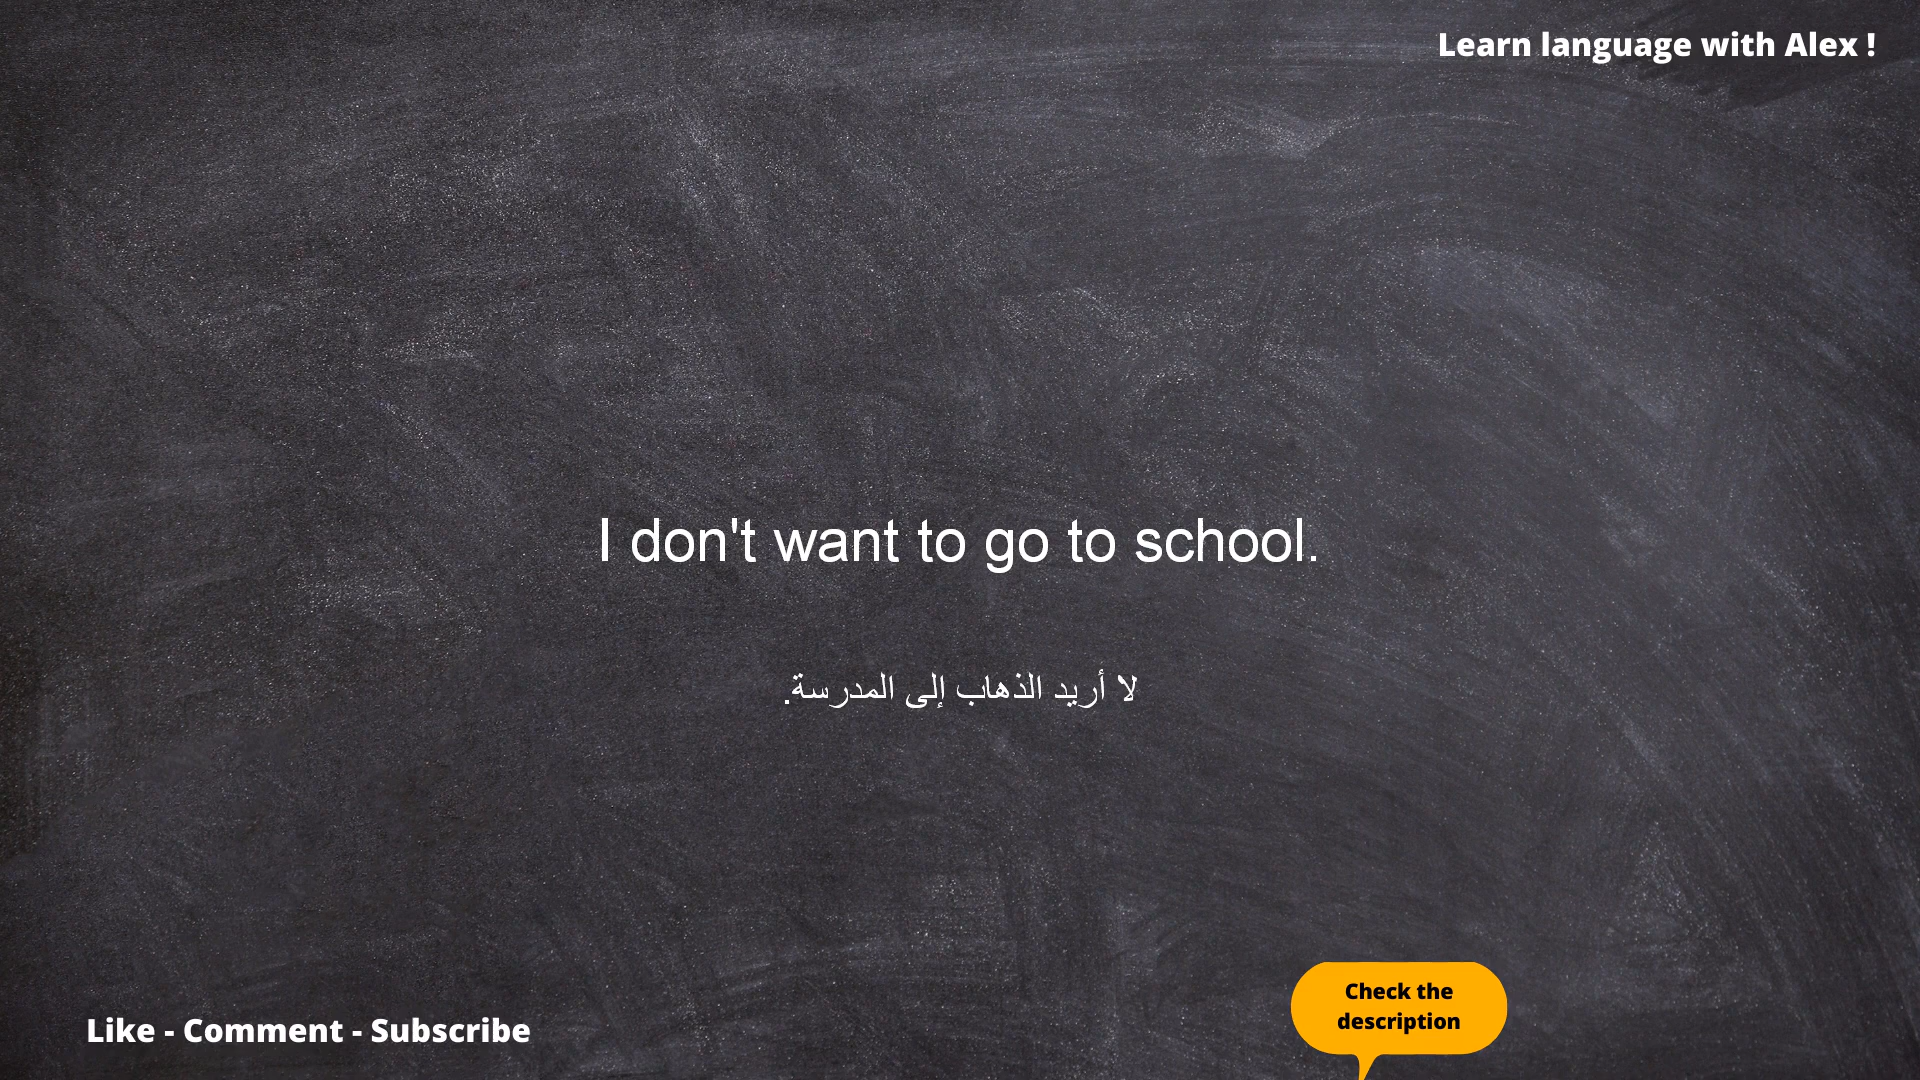 Learn language with Alex !
I don't want to go to school.
لا أريد الذهاب إلى المدرسة.
Check the
description
Like - Comment - Subscribe